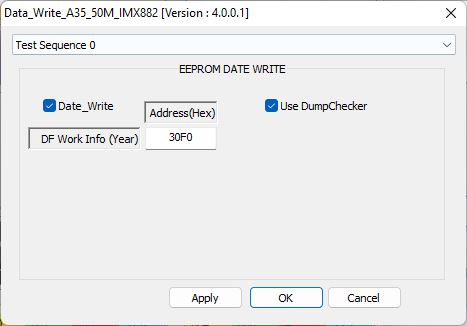 Data_Write_A35_50M_IMX882 [Version : 4.0.0.1]
Test Sequence 0
EEPROM DATE WRITE
Date_Write
Address(Hex)
Use DumpChecker
DF Work Info (Year)
30F0
Apply
OK
Cancel